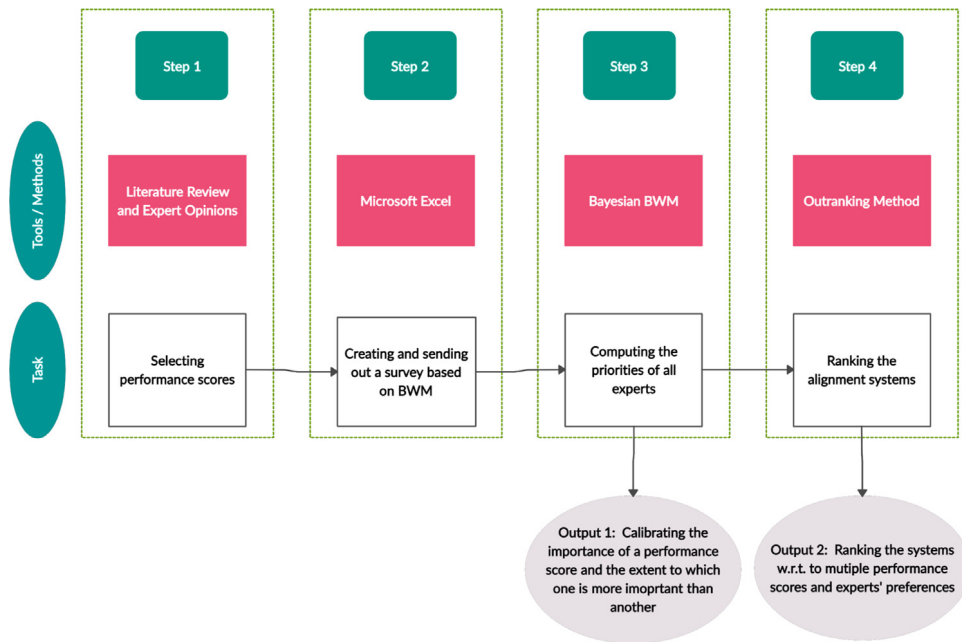 Step 1
Step 2
Step 3
Step 4
Tools / Methods
Literature Review
and Expert Opinions
Microsoft Excel
Bayesian BWM
Outranking Method
Task
Selecting
performance scores
Creating and sending
out a survey based
on BWM
Computing the
priorities of all
experts
Ranking the
alignment systems
Output 1: Calibrating the
importance of a performance
score and the extent to which
one is more imoprtant than
another
Output 2: Ranking the systems
w.r.t. to mutiple performance
scores and experts' preferences